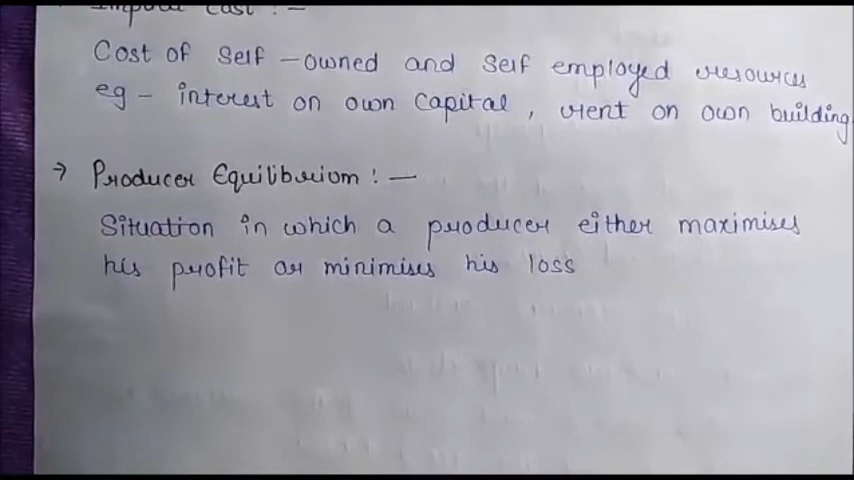 Cost :-
Cost of Self -owned and Self employed resources
eg - interest on own Capital, rent on own building
→ Producer Equilibrium : -
Situation in which a producer either maximises
his profit or minimises his loss